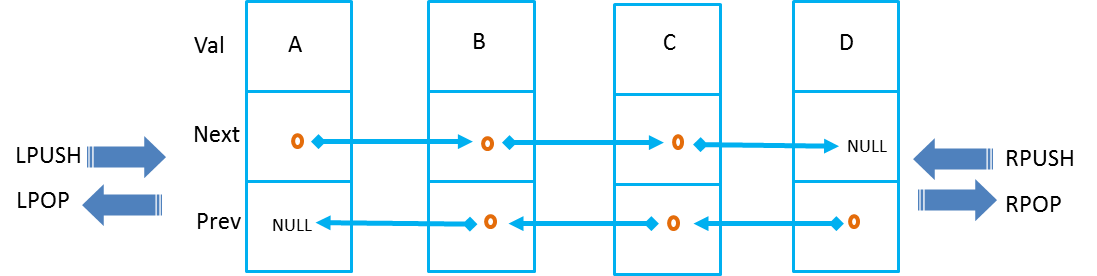 Val A B C D
Next NULL
LPUSH RPUSH
LPOP RPOP
Prev NULL